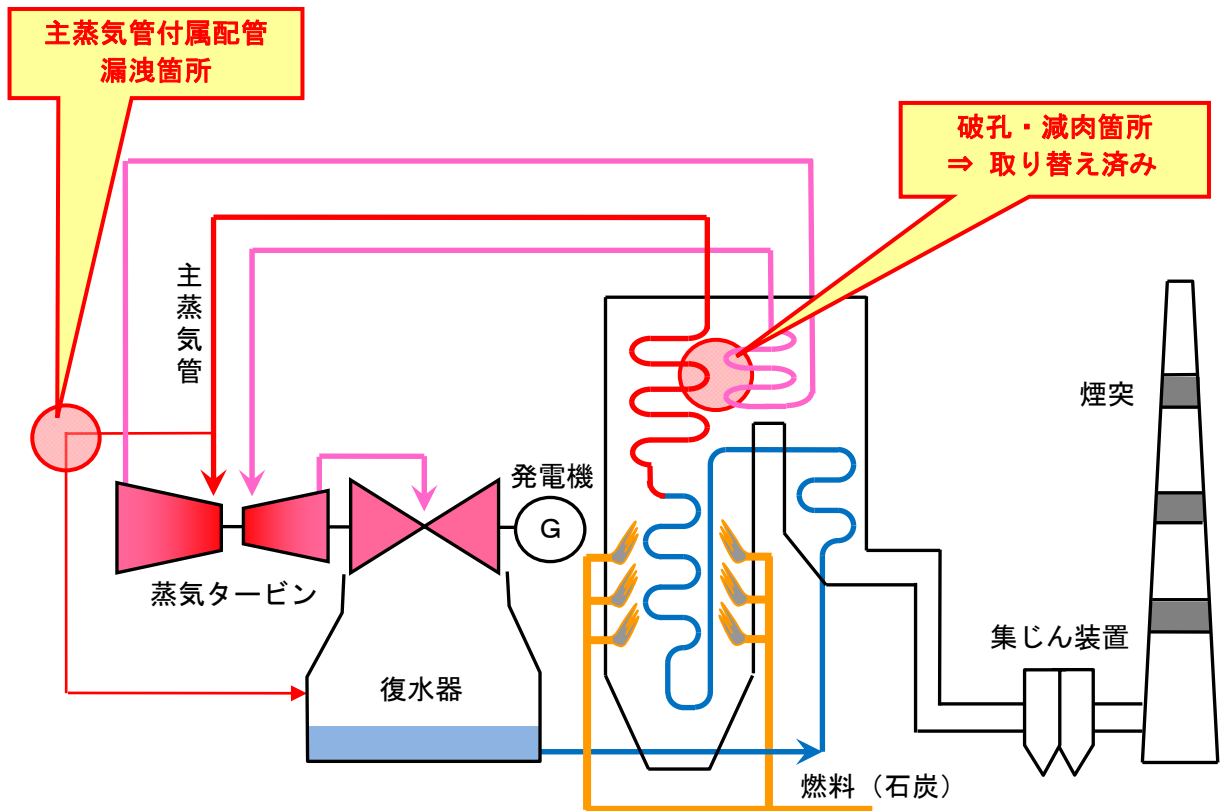 主蒸気管付属配管
漏洩箇所
破孔・減肉箇所
⇒ 取り替え済み
主蒸気管
煙突
発電機
G
蒸気タービン
集じん装置
復水器
燃料（石炭）